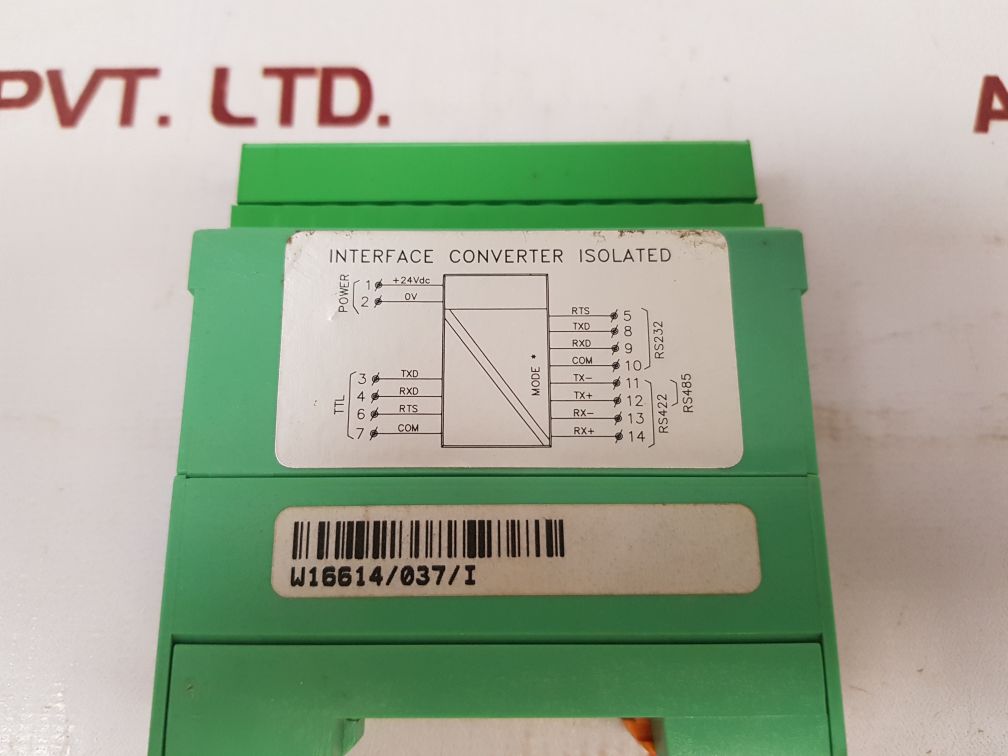 PVT. LTD.
A
INTERFACE CONVERTER ISOLATED
POWER
1 +24Vdc
2 0V
TTL
3 TXD
4 RXD
6 RTS
7 COM
MODE *
RTS 5
TXD 8
RXD 9
COM 10
RS232
TX- 11
TX+ 12
RX- 13
RX+ 14
RS422
RS485
W16614/037/I